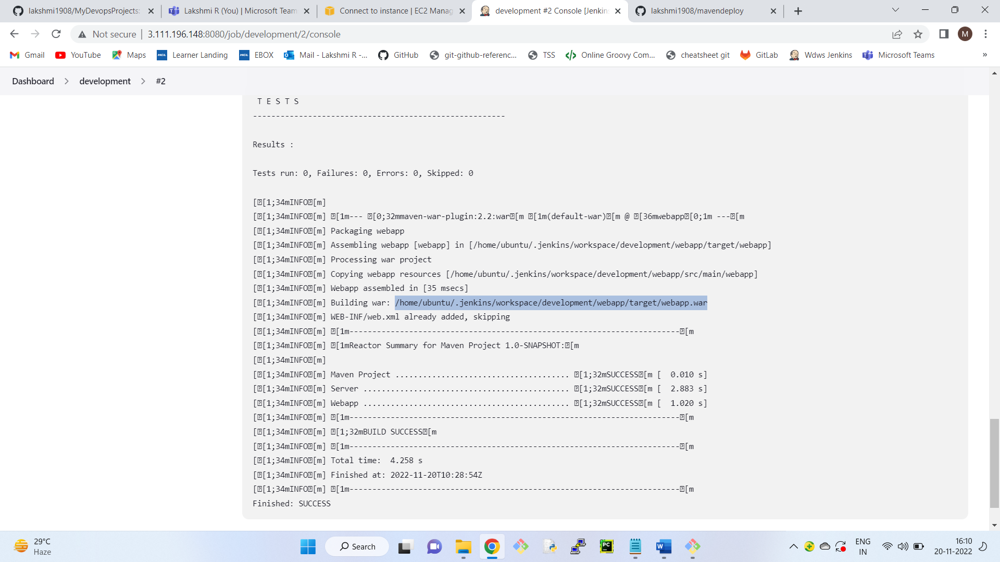 lakshmi1908/MyDevopsProjects:
Lakshmi R (You) | Microsoft Team
Connect to instance | EC2 Manag
development #2 Console [Jenkins
lakshmi1908/mavendeploy
Not secure | 3.111.196.148:8080/job/development/2/console
M
Gmail
YouTube
Maps
HCL
Learner Landing
HCL
EBOX
Mail - Lakshmi R -...
GitHub
git-github-referenc...
TSS
Online Groovy Com...
cheatsheet git
GitLab
Wdws Jenkins
Microsoft Teams
»
Dashboard > development > #2
T E S T S
-------------------------------------------------------
Results :
Tests run: 0, Failures: 0, Errors: 0, Skipped: 0
[[1;34mINFO[m]
[[1;34mINFO[m] [1m--- [0;32mmaven-war-plugin:2.2:war[m [1m(default-war)[m @ [36mwebapp[0;1m ---[m
[[1;34mINFO[m] Packaging webapp
[[1;34mINFO[m] Assembling webapp [webapp] in [/home/ubuntu/.jenkins/workspace/development/webapp/target/webapp]
[[1;34mINFO[m] Processing war project
[[1;34mINFO[m] Copying webapp resources [/home/ubuntu/.jenkins/workspace/development/webapp/src/main/webapp]
[[1;34mINFO[m] Webapp assembled in [35 msecs]
[[1;34mINFO[m] Building war: /home/ubuntu/.jenkins/workspace/development/webapp/target/webapp.war
[[1;34mINFO[m] WEB-INF/web.xml already added, skipping
[[1;34mINFO[m] [1m------------------------------------------------------------------------[m
[[1;34mINFO[m] [1mReactor Summary for Maven Project 1.0-SNAPSHOT:[m
[[1;34mINFO[m]
[[1;34mINFO[m] Maven Project ...................................... [1;32mSUCCESS[m [  0.010 s]
[[1;34mINFO[m] Server ............................................. [1;32mSUCCESS[m [  2.883 s]
[[1;34mINFO[m] Webapp ............................................. [1;32mSUCCESS[m [  1.020 s]
[[1;34mINFO[m] [1m------------------------------------------------------------------------[m
[[1;34mINFO[m] [1;32mBUILD SUCCESS[m
[[1;34mINFO[m] [1m------------------------------------------------------------------------[m
[[1;34mINFO[m] Total time:  4.258 s
[[1;34mINFO[m] Finished at: 2022-11-20T10:28:54Z
[[1;34mINFO[m] [1m------------------------------------------------------------------------[m
Finished: SUCCESS
29°C
Haze
Search
PC
W
ENG
IN
16:10
20-11-2022